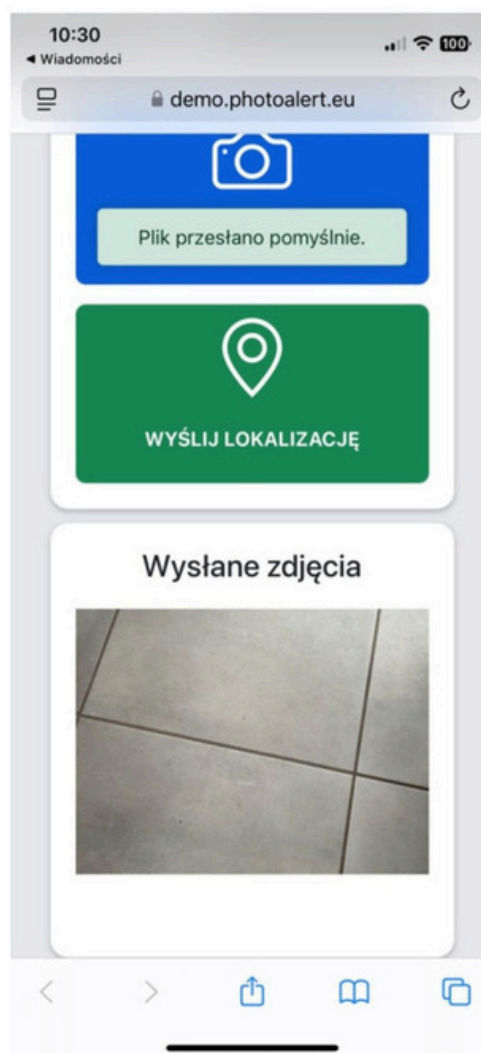 10:30
100
◀ Wiadomości
demo.photoalert.eu
Plik przesłano pomyślnie.
WYŚLIJ LOKALIZACJĘ
Wysłane zdjęcia